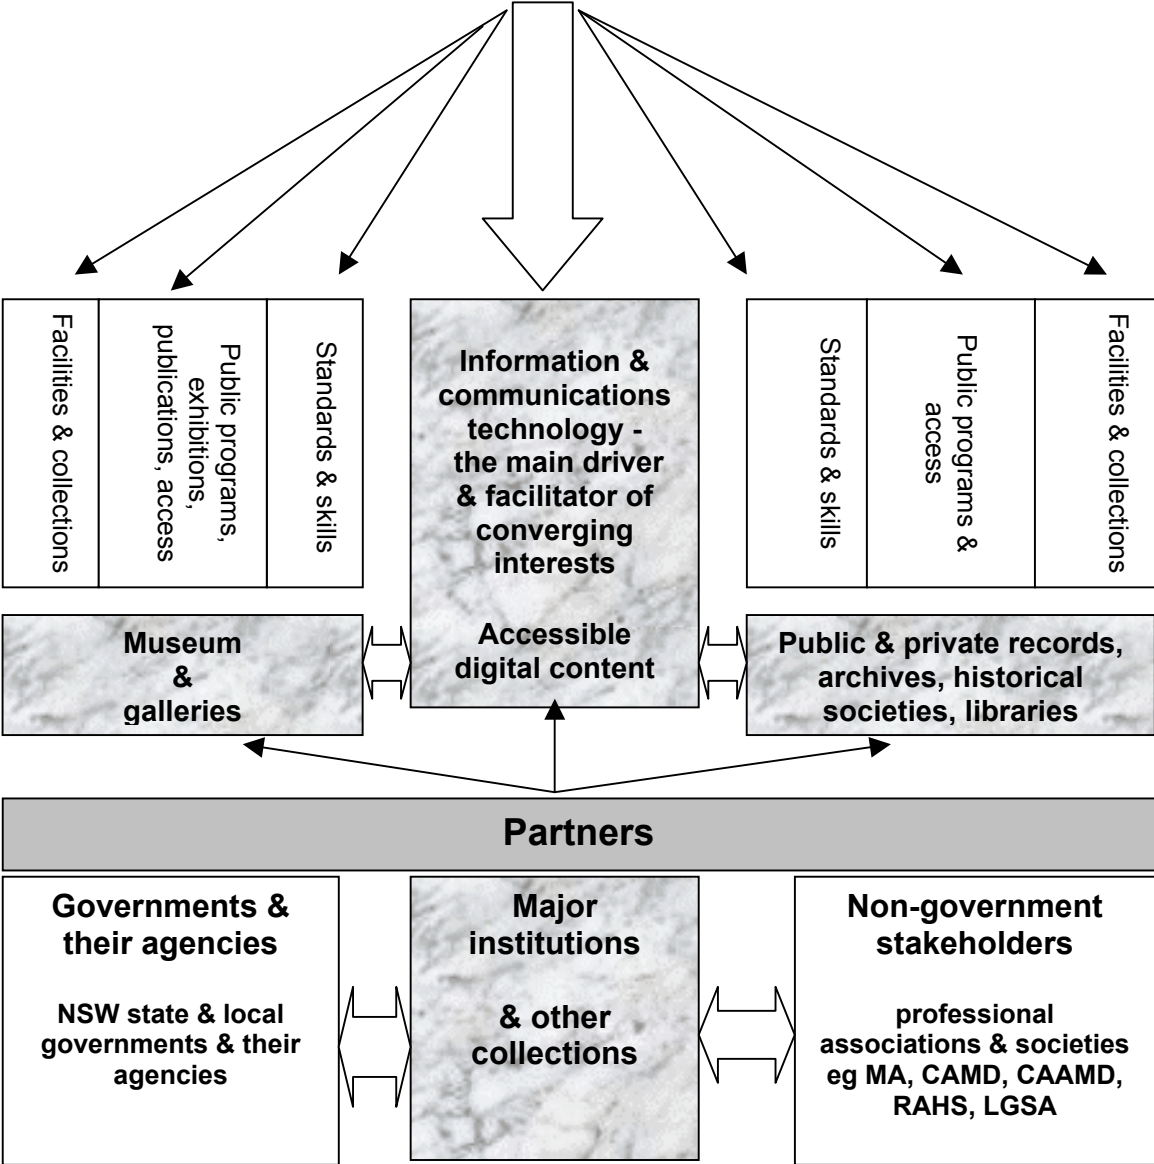 Facilities & collections
Public programs,
exhibitions,
publications, access
Standards & skills
Information &
communications
technology -
the main driver
& facilitator of
converging
interests
Accessible
digital content
Standards & skills
Public programs &
access
Facilities & collections
Museum
&
galleries
Public & private records,
archives, historical
societies, libraries
Partners
Governments &
their agencies
NSW state & local
governments & their
agencies
Major
institutions
& other
collections
Non-government
stakeholders
professional
associations & societies
eg MA, CAMD, CAAMD,
RAHS, LGSA